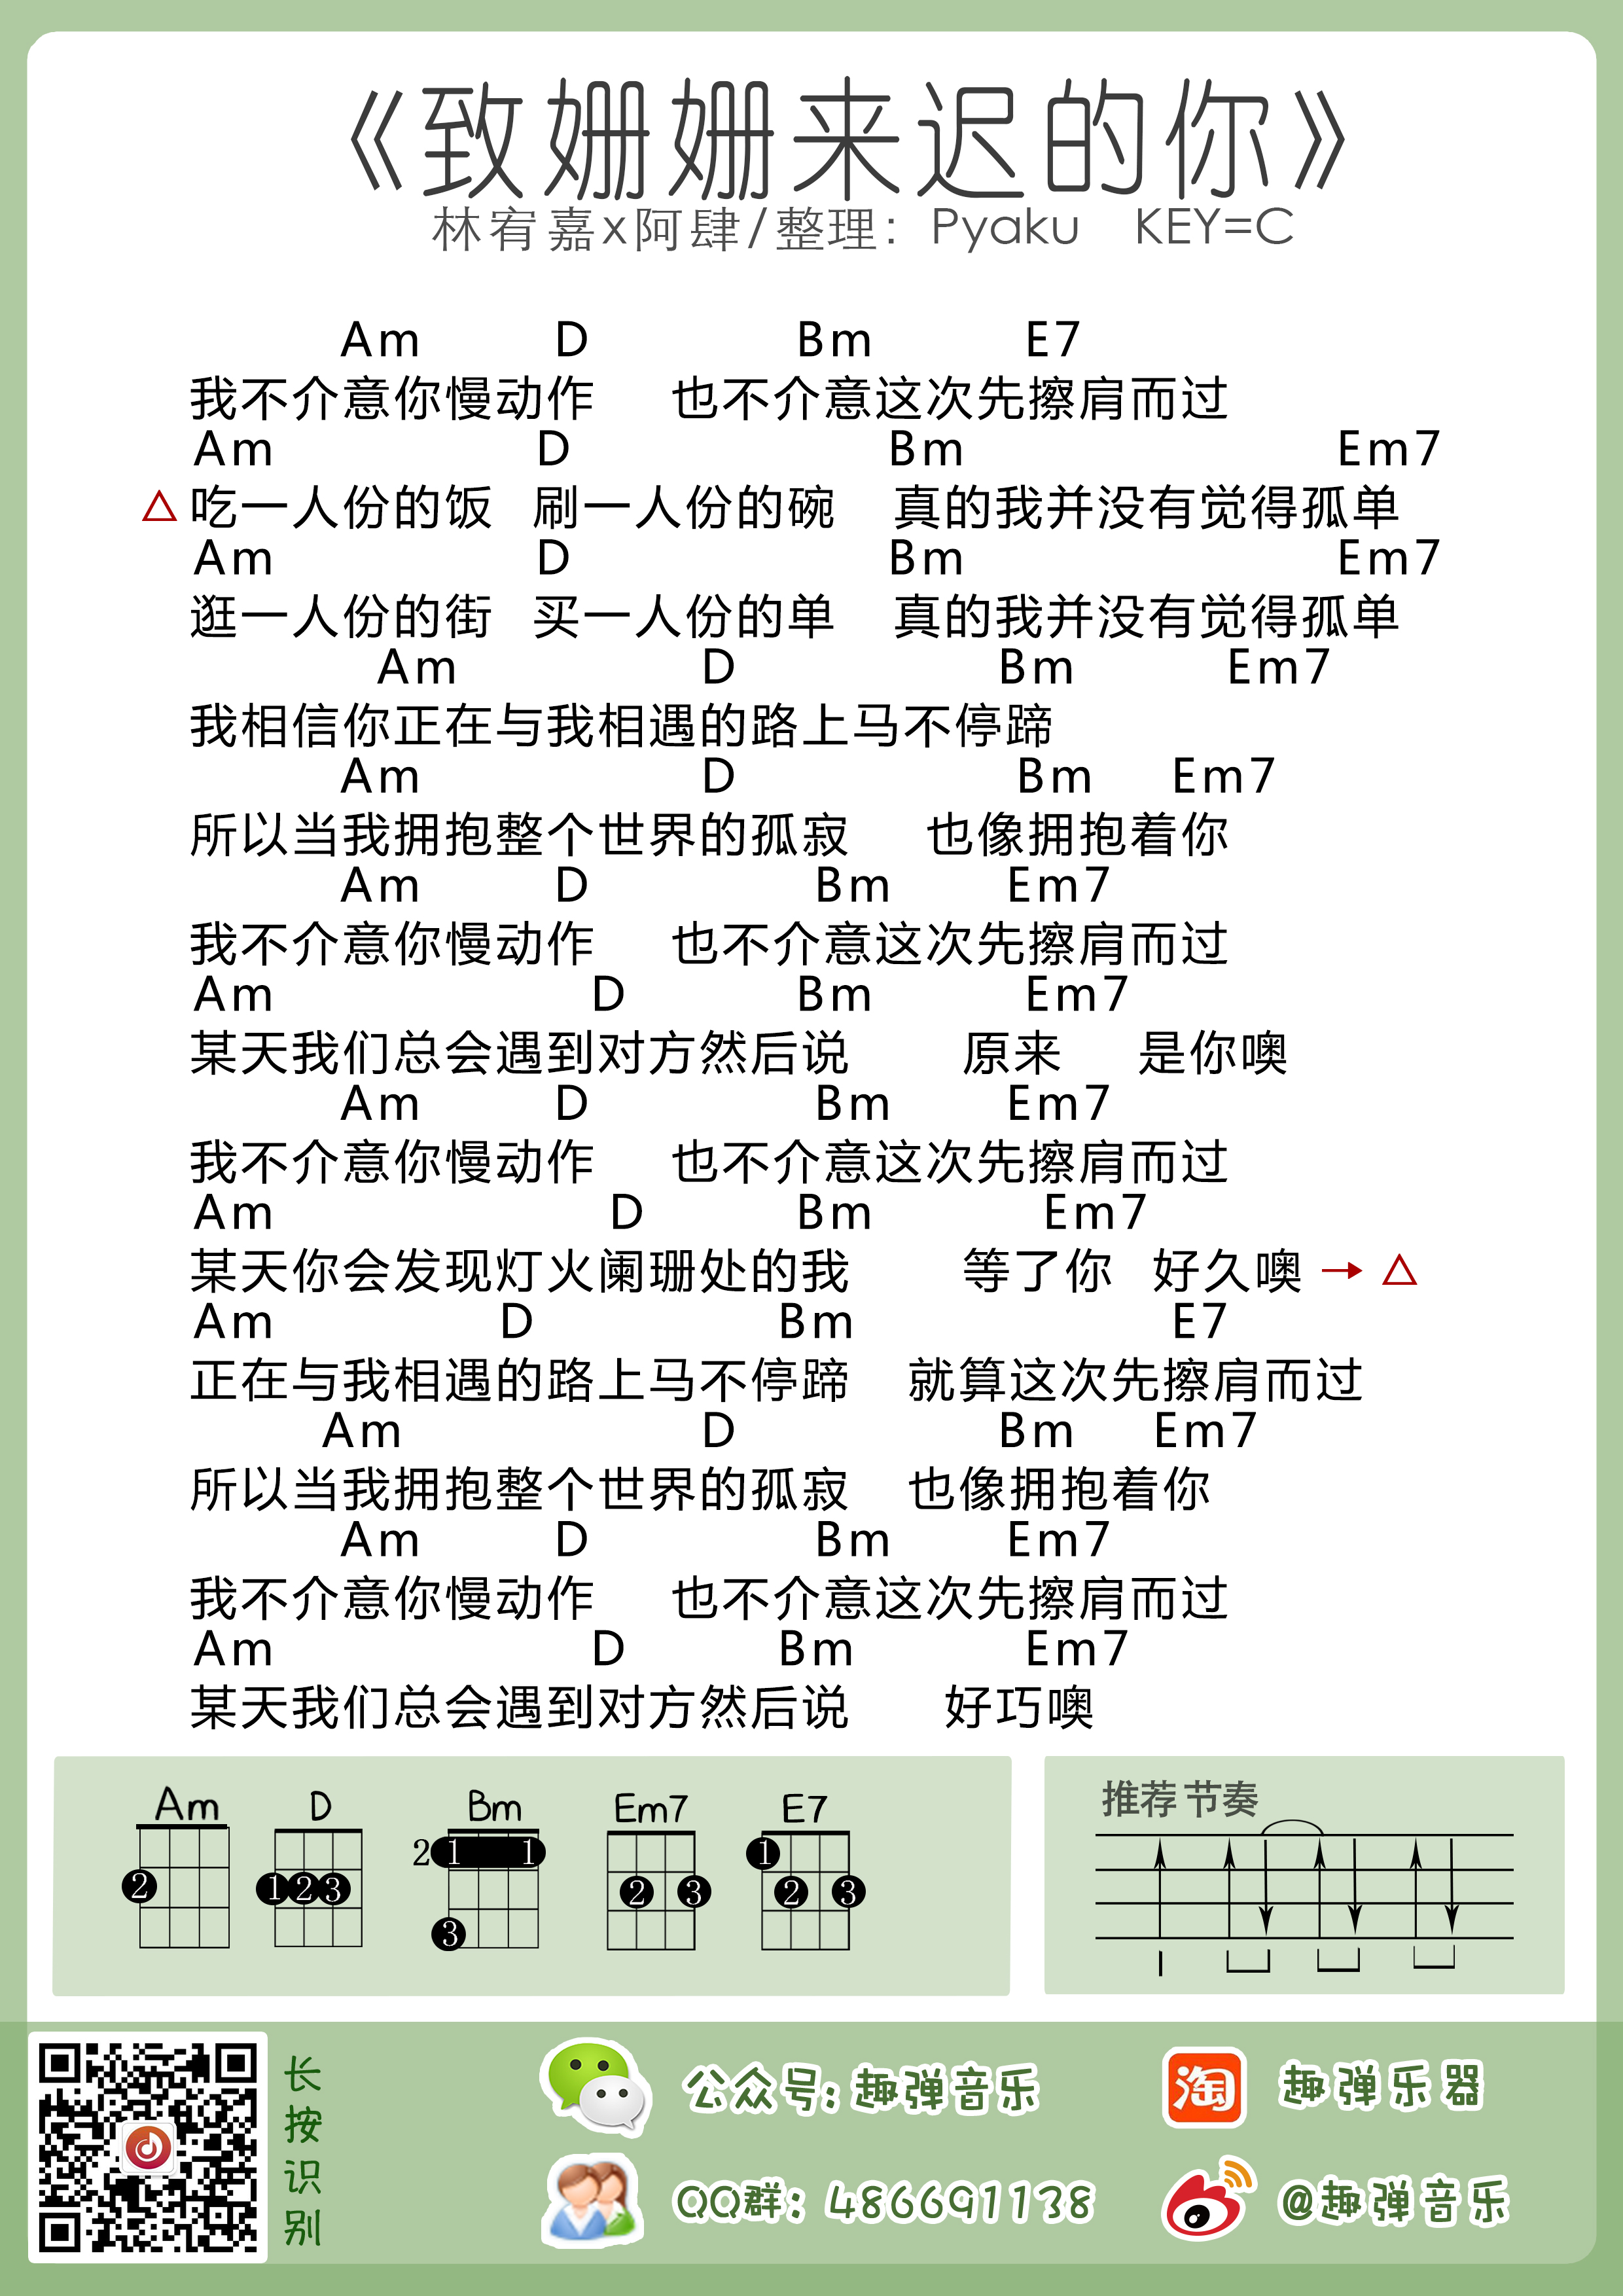 《致姗姗来迟的你》
林宥嘉x阿肆/整理：Pyaku KEY=C
Am D Bm E7
我不介意你慢动作 也不介意这次先擦肩而过
Am D Bm Em7
△ 吃一人份的饭 刷一人份的碗 真的我并没有觉得孤单
Am D Bm Em7
逛一人份的街 买一人份的单 真的我并没有觉得孤单
Am D Bm Em7
我相信你正在与我相遇的路上马不停蹄
Am D Bm Em7
所以当我拥抱整个世界的孤寂 也像拥抱着你
Am D Bm Em7
我不介意你慢动作 也不介意这次先擦肩而过
Am D Bm Em7
某天我们总会遇到对方然后说 原来 是你噢
Am D Bm Em7
我不介意你慢动作 也不介意这次先擦肩而过
Am D Bm Em7
某天你会发现灯火阑珊处的我 等了你 好久噢 → △
Am D Bm E7
正在与我相遇的路上马不停蹄 就算这次先擦肩而过
Am D Bm Em7
所以当我拥抱整个世界的孤寂 也像拥抱着你
Am D Bm Em7
我不介意你慢动作 也不介意这次先擦肩而过
Am D Bm Em7
某天我们总会遇到对方然后说 好巧噢
Am D Bm Em7 E7
2 1 2 3 2 1 1 3 2 3 1 2 3
推荐节奏
长按识别
公众号：趣弹音乐
淘 趣弹乐器
QQ群：486691138
@趣弹音乐